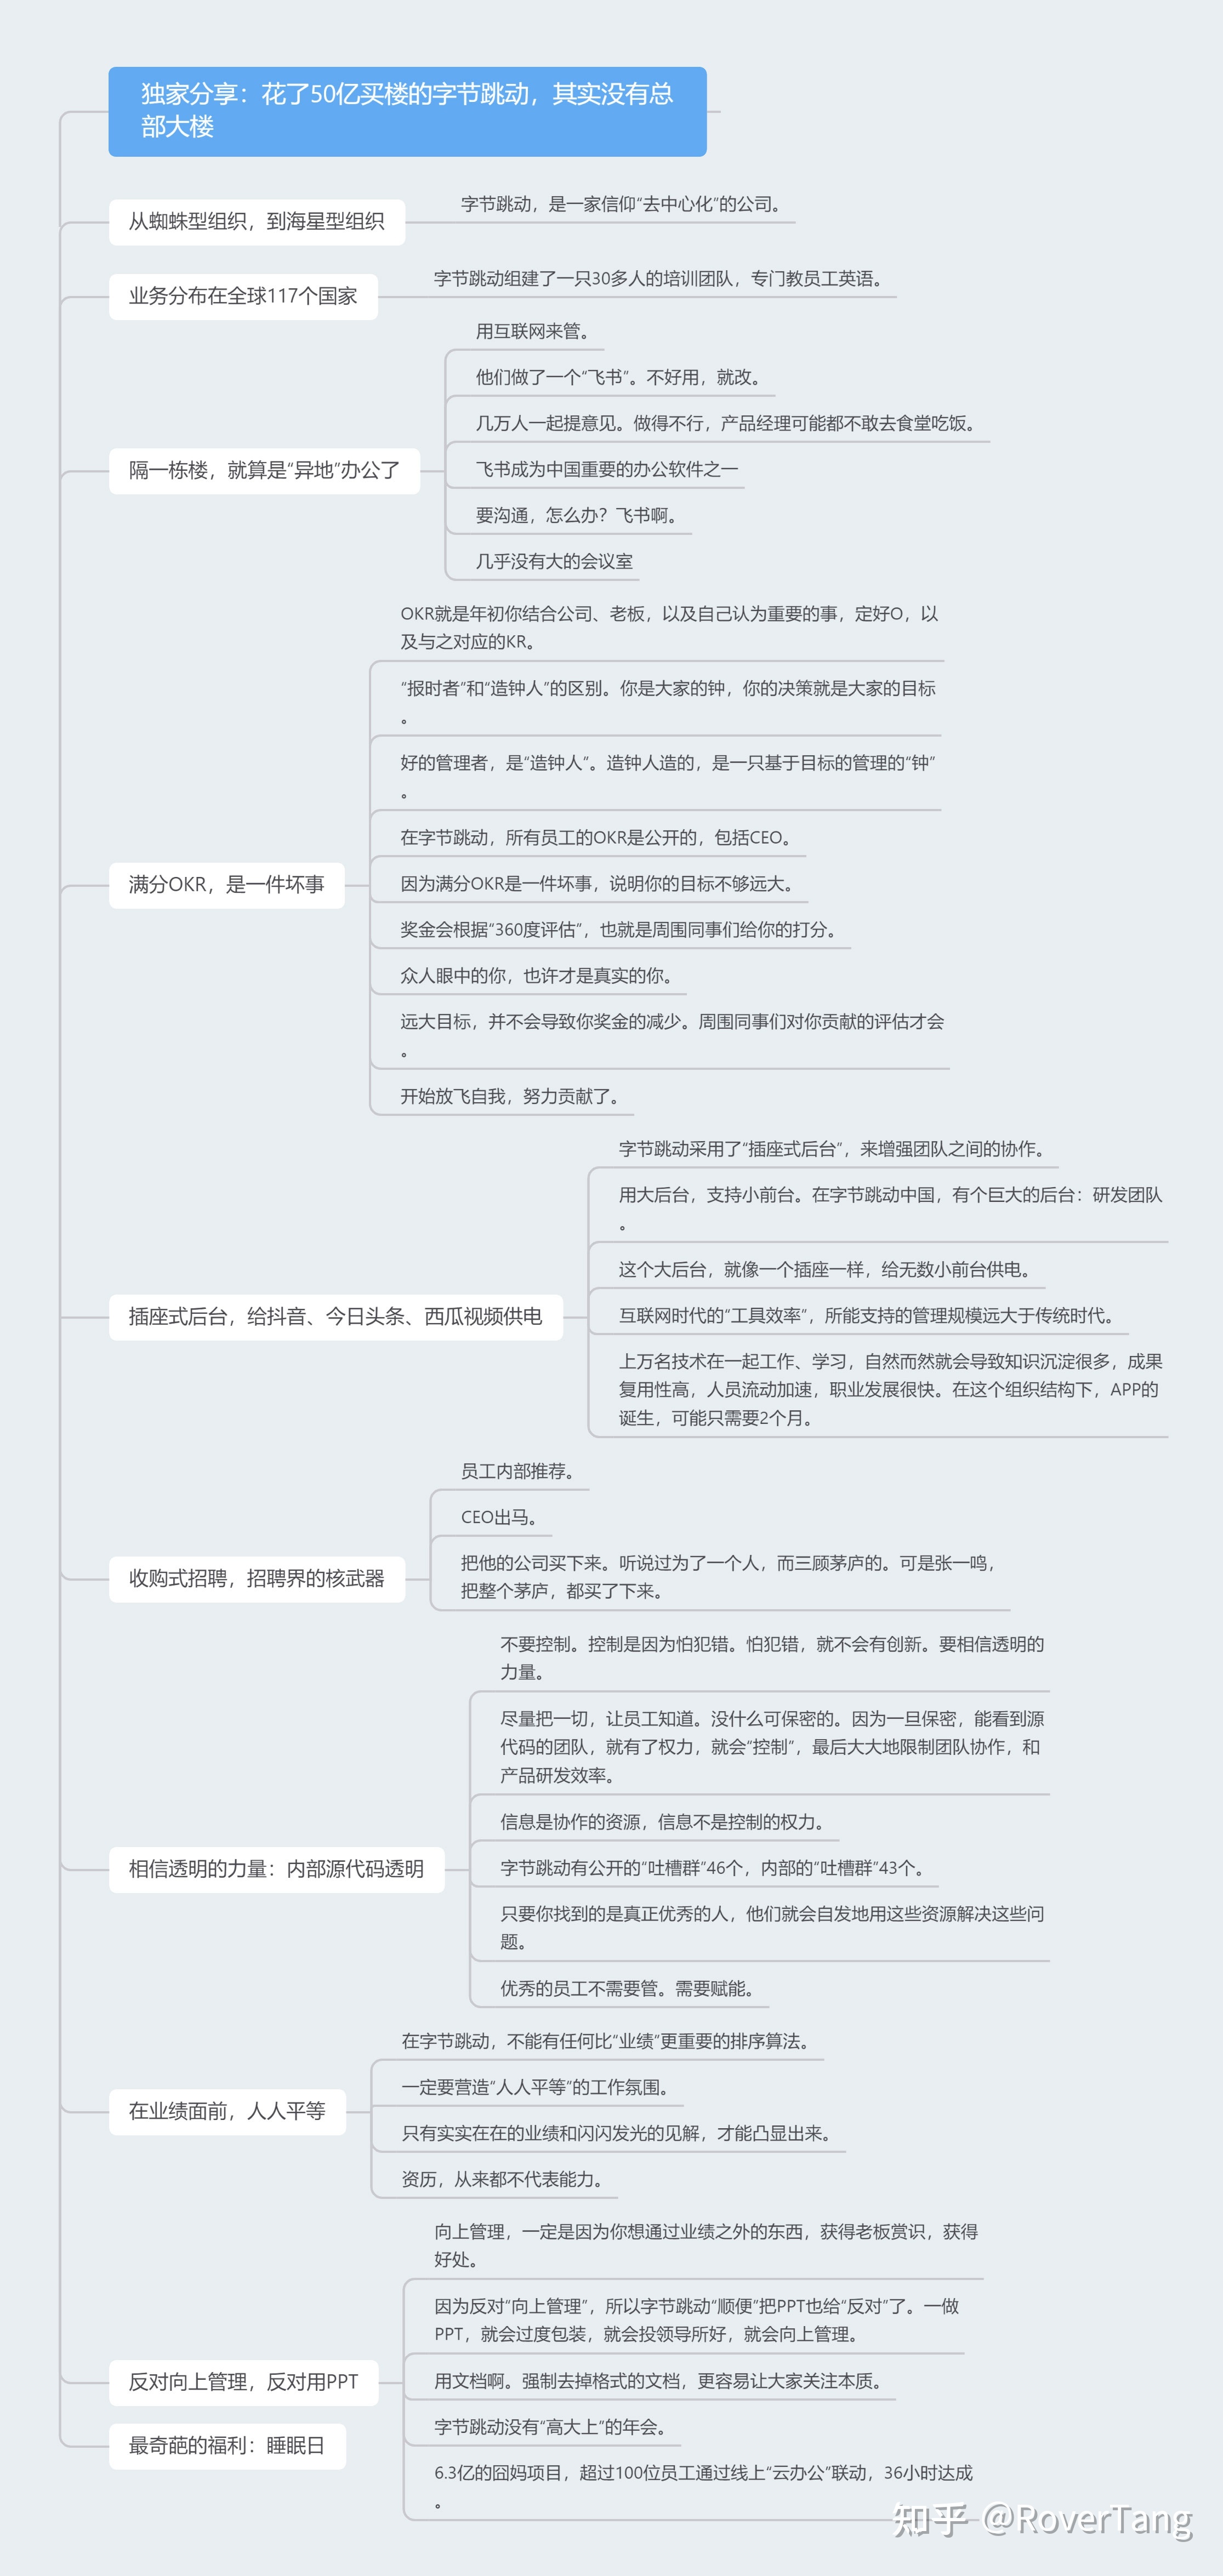 独家分享：花了50亿买楼的字节跳动，其实没有总
部大楼
从蜘蛛型组织，到海星型组织
字节跳动，是一家信仰“去中心化”的公司。
业务分布在全球117个国家
字节跳动组建了一只30多人的培训团队，专门教员工英语。
隔一栋楼，就算是“异地”办公了
用互联网来管。
他们做了一个“飞书”。不好用，就改。
几万人一起提意见。做得不行，产品经理可能都不敢去食堂吃饭。
飞书成为中国重要的办公软件之一
要沟通，怎么办？飞书啊。
几乎没有大的会议室
满分OKR，是一件坏事
OKR就是年初你结合公司、老板，以及自己认为重要的事，定好O，以
及与之对应的KR。
“报时者”和“造钟人”的区别。你是大家的钟，你的决策就是大家的目标
。
好的管理者，是“造钟人”。造钟人造的，是一只基于目标的管理的“钟”
。
在字节跳动，所有员工的OKR是公开的，包括CEO。
因为满分OKR是一件坏事，说明你的目标不够远大。
奖金会根据“360度评估”，也就是周围同事们给你的打分。
众人眼中的你，也许才是真实的你。
远大目标，并不会导致你奖金的减少。周围同事们对你贡献的评估才会
。
开始放飞自我，努力贡献了。
插座式后台，给抖音、今日头条、西瓜视频供电
字节跳动采用了“插座式后台”，来增强团队之间的协作。
用大后台，支持小前台。在字节跳动中国，有个巨大的后台：研发团队
。
这个大后台，就像一个插座一样，给无数小前台供电。
互联网时代的“工具效率”，所能支持的管理规模远大于传统时代。
上万名技术在一起工作、学习，自然而然就会导致知识沉淀很多，成果
复用性高，人员流动加速，职业发展很快。在这个组织结构下，APP的
诞生，可能只需要2个月。
收购式招聘，招聘界的核武器
员工内部推荐。
CEO出马。
把他的公司买下来。听说过为了一个人，而三顾茅庐的。可是张一鸣，
把整个茅庐，都买了下来。
相信透明的力量：内部源代码透明
不要控制。控制是因为怕犯错。怕犯错，就不会有创新。要相信透明的
力量。
尽量把一切，让员工知道。没什么可保密的。因为一旦保密，能看到源
代码的团队，就有了权力，就会“控制”，最后大大地限制团队协作，和
产品研发效率。
信息是协作的资源，信息不是控制的权力。
字节跳动有公开的“吐槽群”46个，内部的“吐槽群”43个。
只要你找到的是真正优秀的人，他们就会自发地用这些资源解决这些问
题。
优秀的员工不需要管。需要赋能。
在业绩面前，人人平等
在字节跳动，不能有任何比“业绩”更重要的排序算法。
一定要营造“人人平等”的工作氛围。
只有实实在在的业绩和闪闪发光的见解，才能凸显出来。
资历，从来都不代表能力。
反对向上管理，反对用PPT
向上管理，一定是因为你想通过业绩之外的东西，获得老板赏识，获得
好处。
因为反对“向上管理”，所以字节跳动“顺便”把PPT也给“反对”了。一做
PPT，就会过度包装，就会投领导所好，就会向上管理。
用文档啊。强制去掉格式的文档，更容易让大家关注本质。
字节跳动没有“高大上”的年会。
6.3亿的囧妈项目，超过100位员工通过线上“云办公”联动，36小时达成
。
最奇葩的福利：睡眠日
知乎 @RoverTang